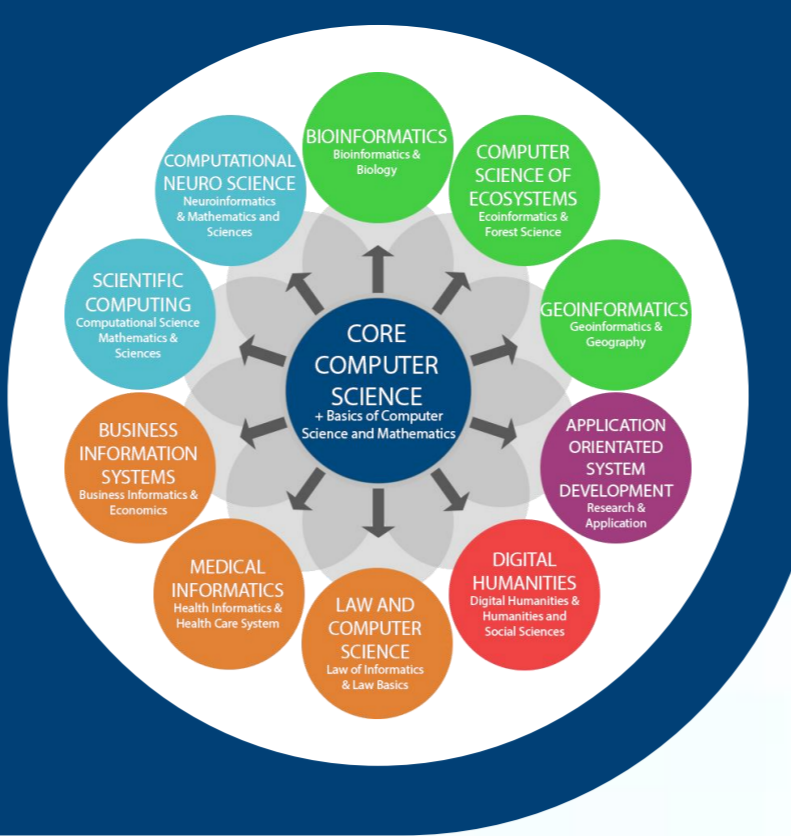 BIOINFORMATICS
Bioinformatics &
Biology
COMPUTER
SCIENCE OF
ECOSYSTEMS
Ecoinformatics &
Forest Science
GEOINFORMATICS
Geoinformatics &
Geography
APPLICATION
ORIENTATED
SYSTEM
DEVELOPMENT
Research &
Application
DIGITAL
HUMANITIES
Digital Humanities &
Humanities and
Social Sciences
LAW AND
COMPUTER
SCIENCE
Law of Informatics
& Law Basics
MEDICAL
INFORMATICS
Health Informatics &
Health Care System
BUSINESS
INFORMATION
SYSTEMS
Business Informatics &
Economics
SCIENTIFIC
COMPUTING
Computational Science
Mathematics &
Sciences
COMPUTATIONAL
NEURO SCIENCE
Neuroinformatics
& Mathematics and
Sciences
CORE
COMPUTER
SCIENCE
+ Basics of Computer
Science and Mathematics